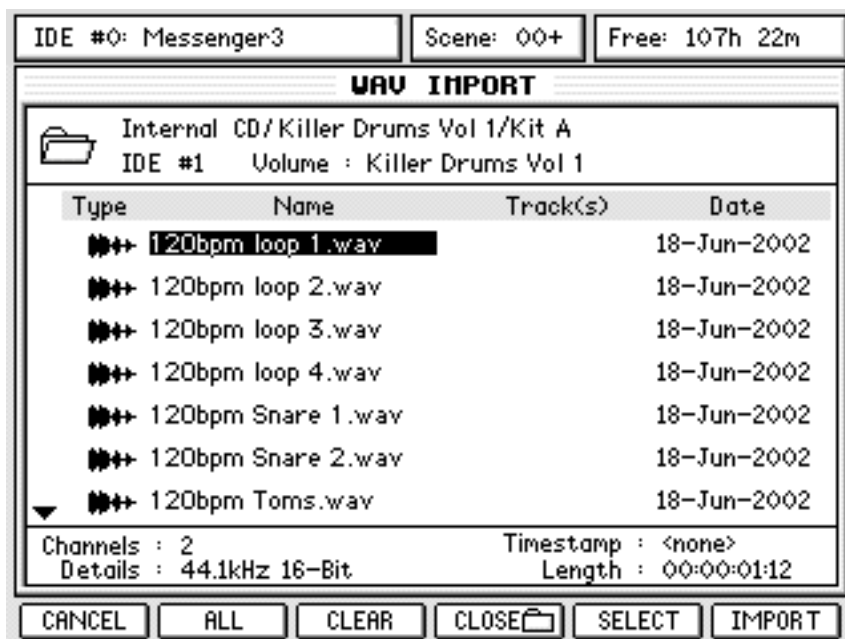 IDE #0: Messenger3 Scene: 00+ Free: 107h 22m
WAV IMPORT
Internal CD/Killer Drums Vol 1/Kit A
IDE #1 Volume : Killer Drums Vol 1
Type Name Track(s) Date
120bpm loop 1.wav 18-Jun-2002
120bpm loop 2.wav 18-Jun-2002
120bpm loop 3.wav 18-Jun-2002
120bpm loop 4.wav 18-Jun-2002
120bpm Snare 1.wav 18-Jun-2002
120bpm Snare 2.wav 18-Jun-2002
120bpm Toms.wav 18-Jun-2002
Channels : 2 Timestamp : <none>
Details : 44.1kHz 16-Bit Length : 00:00:01:12
CANCEL ALL CLEAR CLOSE SELECT IMPORT